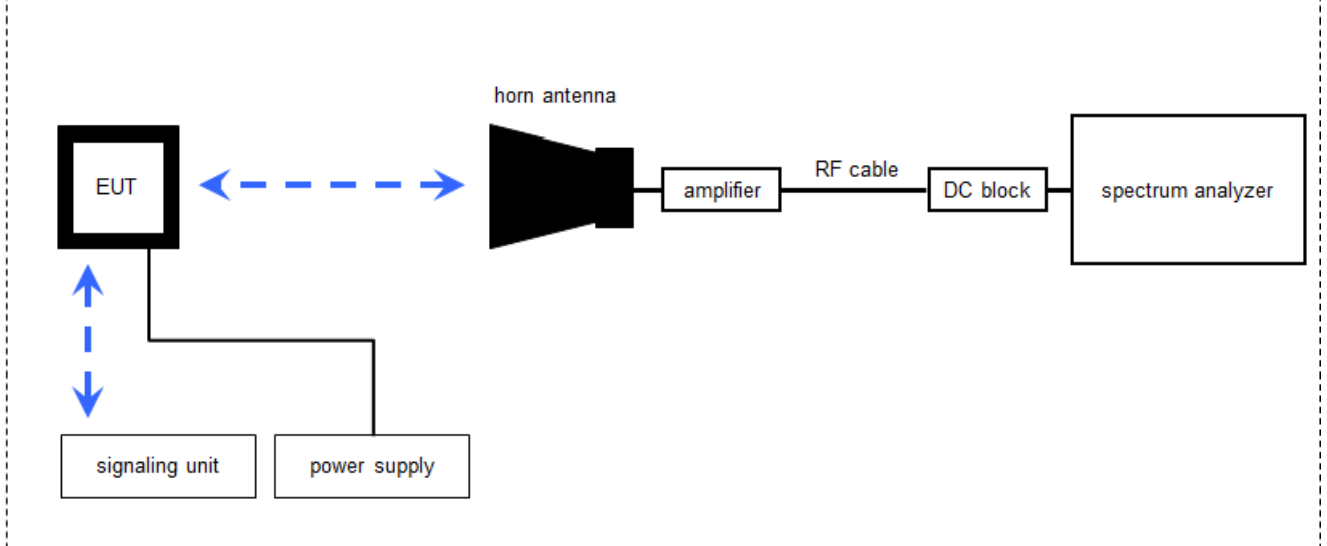 horn antenna
EUT
amplifier
RF cable
DC block
spectrum analyzer
signaling unit
power supply